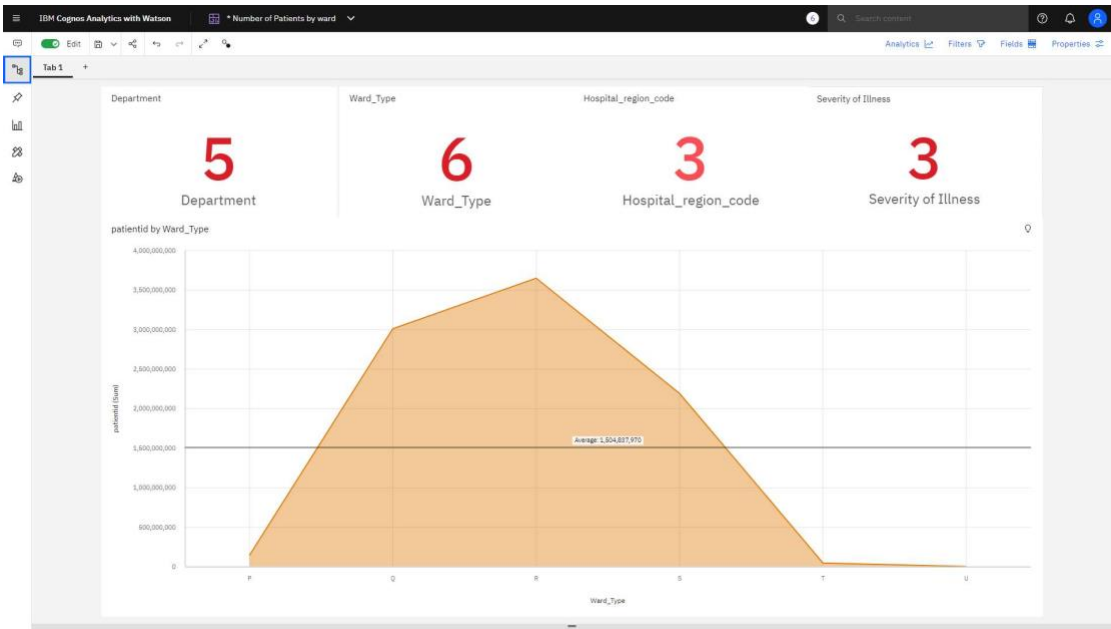 IBM Cognos Analytics with Watson
* Number of Patients by ward
6
Search content
Edit
Analytics
Filters
Fields
Properties
Tab 1
+
Department
Ward_Type
Hospital_region_code
Severity of Illness
5
6
3
3
Department
Ward_Type
Hospital_region_code
Severity of Illness
patientid by Ward_Type
4,000,000,000
3,500,000,000
3,000,000,000
2,500,000,000
2,000,000,000
1,500,000,000
1,000,000,000
500,000,000
0
patientid (Sum)
Average: 1,504,837,970
P
Q
R
S
T
U
Ward_Type